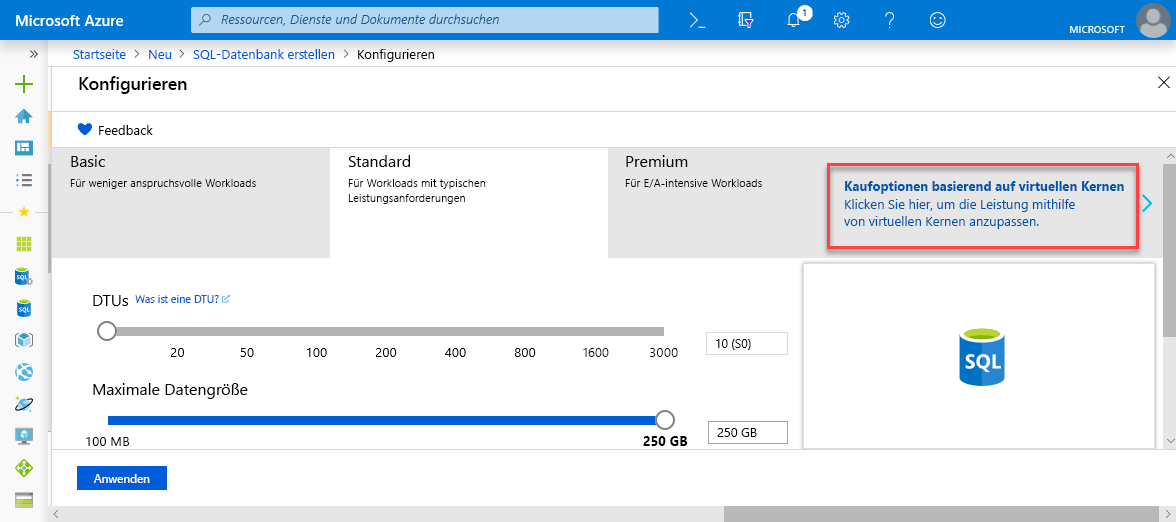 Microsoft Azure
Ressourcen, Dienste und Dokumente durchsuchen
1
MICROSOFT
Startseite > Neu > SQL-Datenbank erstellen > Konfigurieren
Konfigurieren
Feedback
Basic
Für weniger anspruchsvolle Workloads
Standard
Für Workloads mit typischen
Leistungsanforderungen
Premium
Für E/A-intensive Workloads
Kaufoptionen basierend auf virtuellen Kernen
Klicken Sie hier, um die Leistung mithilfe
von virtuellen Kernen anzupassen.
DTUs Was ist eine DTU?
20 50 100 200 400 800 1600 3000
10 (S0)
Maximale Datengröße
100 MB 250 GB
250 GB
SQL
SQL
SQL
Anwenden